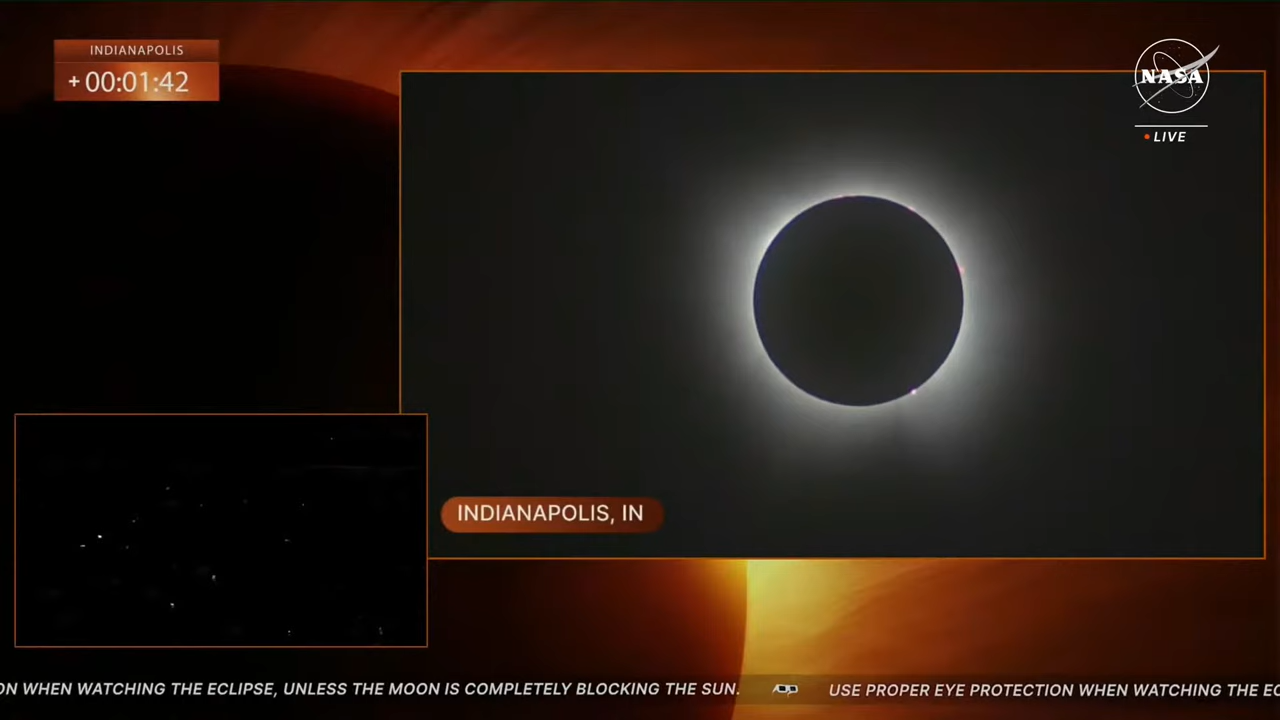 INDIANAPOLIS
+ 00:01:42
NASA
LIVE
INDIANAPOLIS, IN
ON WHEN WATCHING THE ECLIPSE, UNLESS THE MOON IS COMPLETELY BLOCKING THE SUN. USE PROPER EYE PROTECTION WHEN WATCHING THE EC